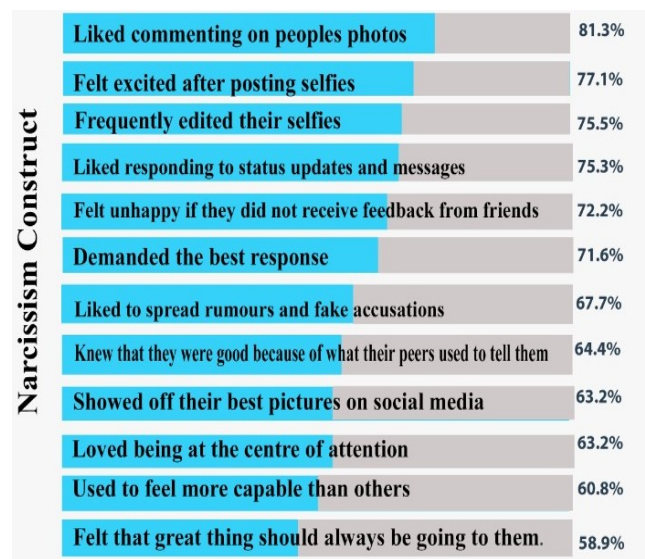 Narcissism Construct
Liked commenting on peoples photos 81.3%
Felt excited after posting selfies 77.1%
Frequently edited their selfies 75.5%
Liked responding to status updates and messages 75.3%
Felt unhappy if they did not receive feedback from friends 72.2%
Demanded the best response 71.6%
Liked to spread rumours and fake accusations 67.7%
Knew that they were good because of what their peers used to tell them 64.4%
Showed off their best pictures on social media 63.2%
Loved being at the centre of attention 63.2%
Used to feel more capable than others 60.8%
Felt that great thing should always be going to them. 58.9%